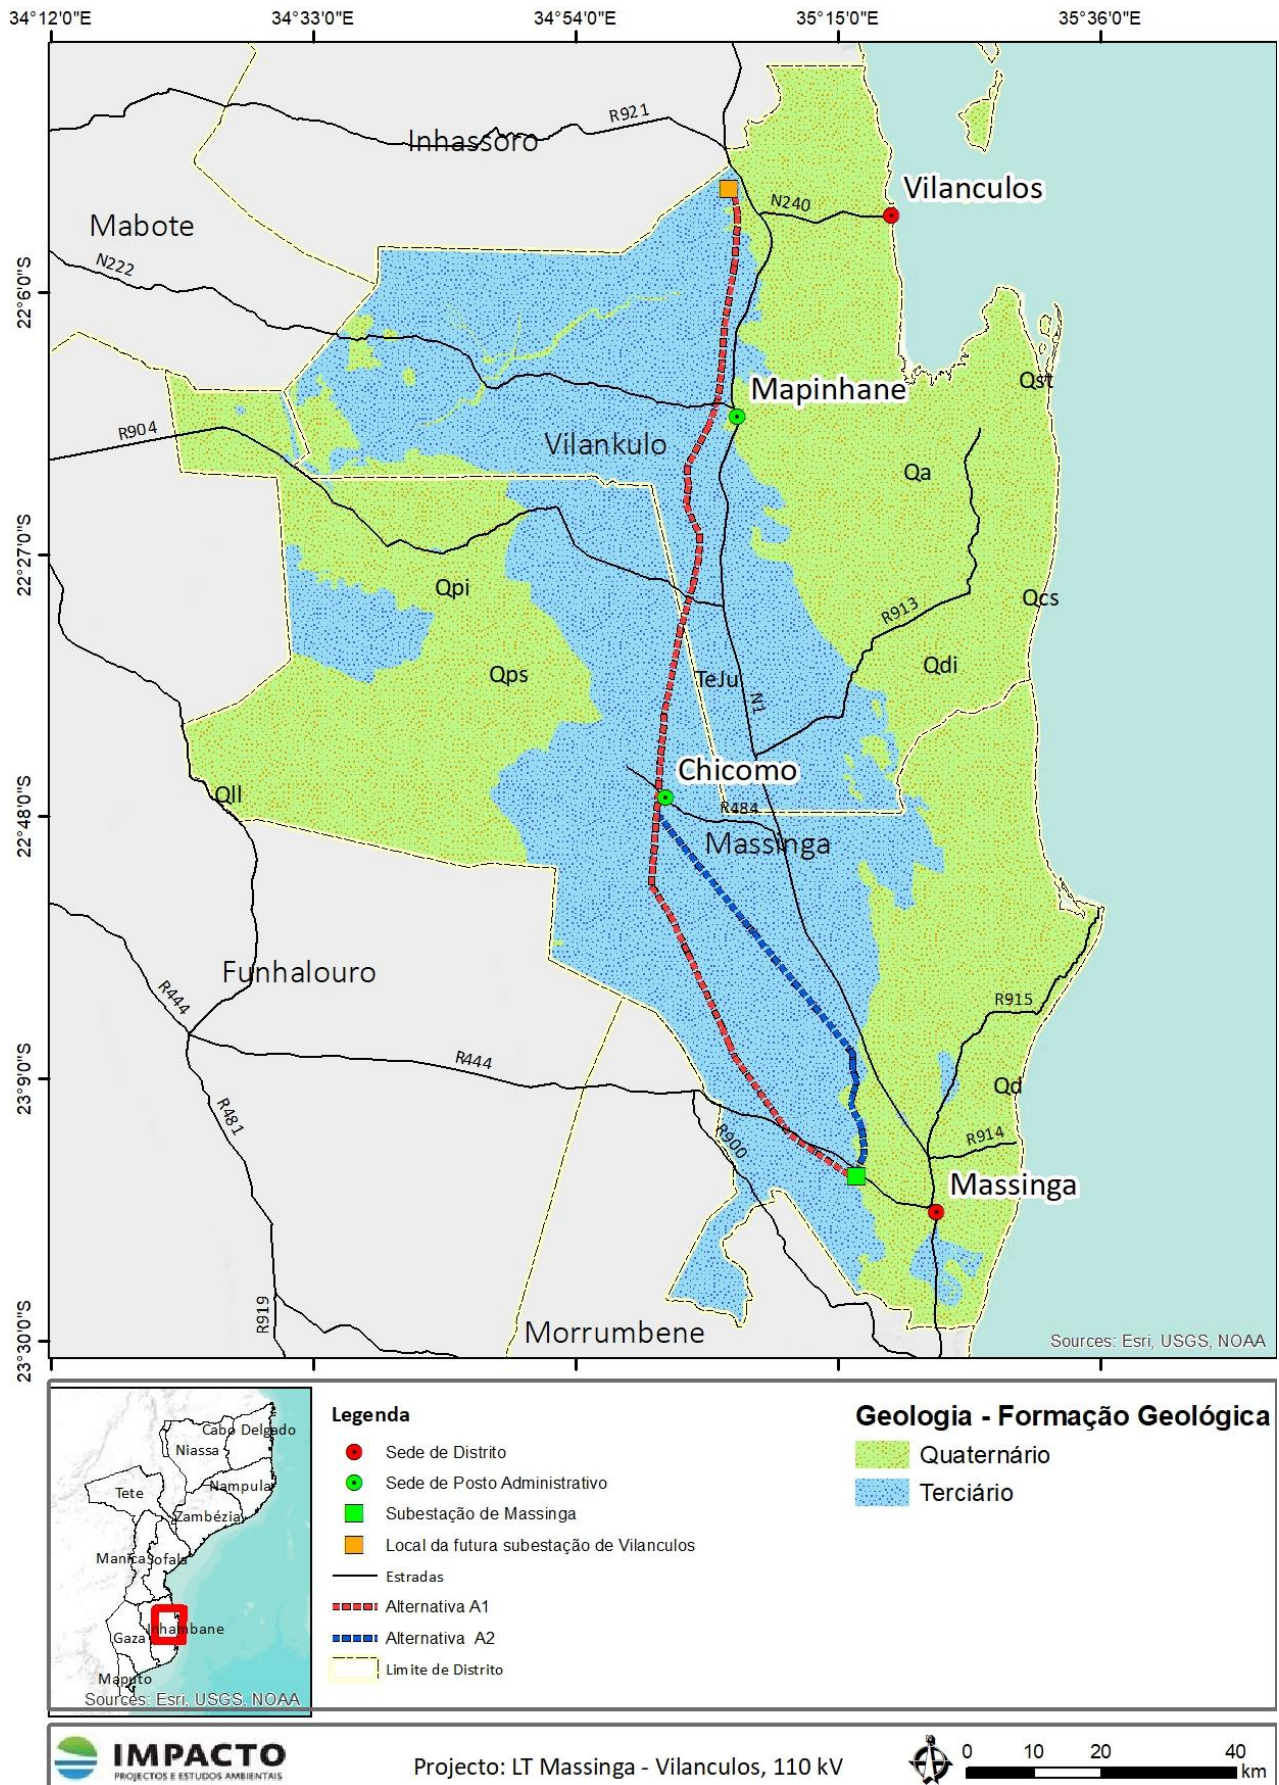 34°12'0"E
34°33'0"E
34°54'0"E
35°15'0"E
35°36'0"E
22°6'0"S
22°27'0"S
22°48'0"S
23°9'0"S
23°30'0"S
R921
Inhassoro
Vilanculos
N240
Mabote
N222
Qst
Mapinhane
R904
Vilankulo
Qa
Qpi
Qcs
R913
Qps
TeJu
Qdi
N1
Chicomo
Qll
R484
Massinga
Funhalouro
R444
R915
R444
Qd
R481
R900
R914
Massinga
R919
Morrumbene
Sources: Esri, USGS, NOAA
Cabo Delgado
Niassa
Tete
Nampula
Zambézia
Manica
Sofala
Inhambane
Gaza
Maputo
Sources: Esri, USGS, NOAA
Legenda
Sede de Distrito
Sede de Posto Administrativo
Subestação de Massinga
Local da futura subestação de Vilanculos
Estradas
Alternativa A1
Alternativa A2
Limite de Distrito
Geologia - Formação Geológica
Quaternário
Terciário
IMPACTO
PROJECTOS E ESTUDOS AMBIENTAIS
Projecto: LT Massinga - Vilanculos, 110 kV
N
0 10 20 40
km